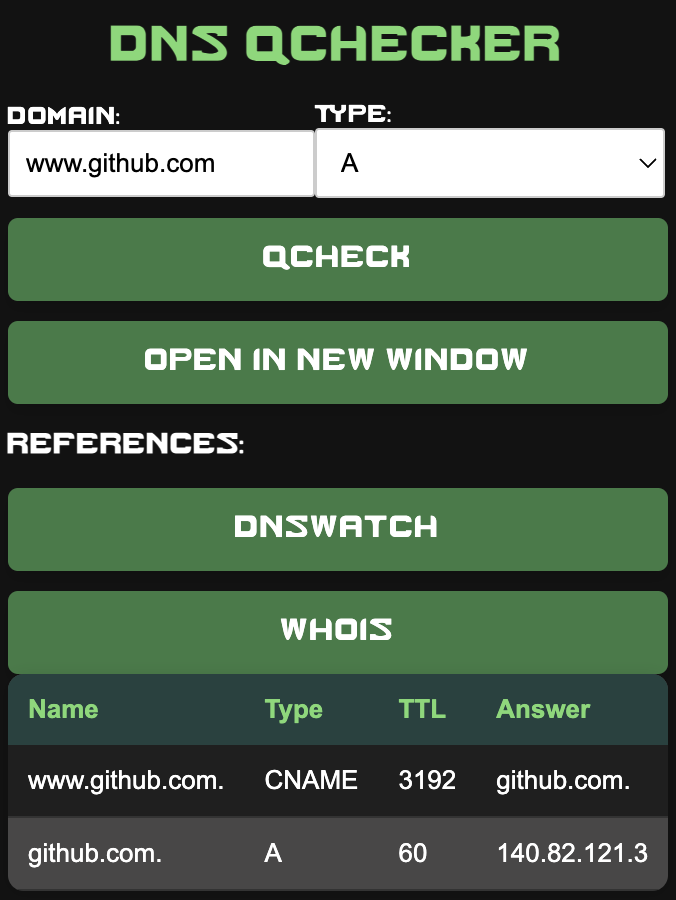 DNS QCHECKER
DOMAIN: TYPE:
www.github.com A
QCHECK
OPEN IN NEW WINDOW
REFERENCES:
DNSWATCH
WHOIS
Name Type TTL Answer
www.github.com. CNAME 3192 github.com.
github.com. A 60 140.82.121.3